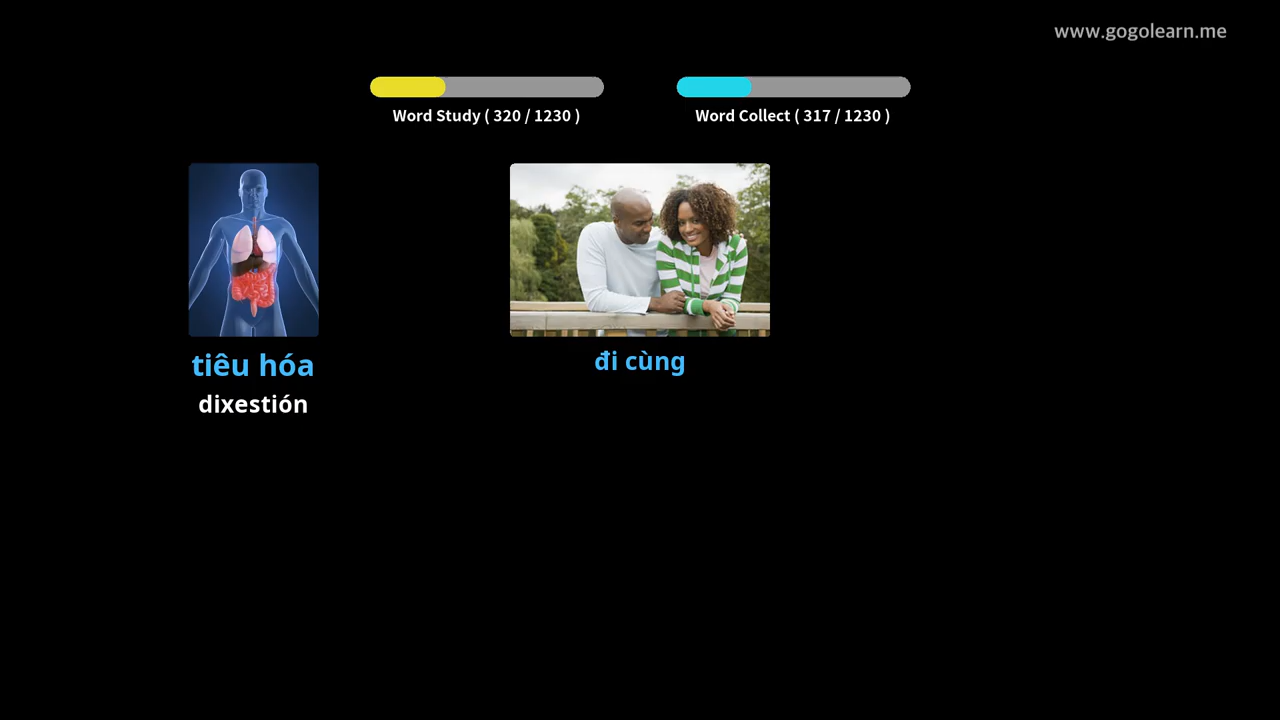 www.gogolearn.me
Word Study ( 320 / 1230 )
Word Collect ( 317 / 1230 )
tiêu hóa
dixestión
đi cùng